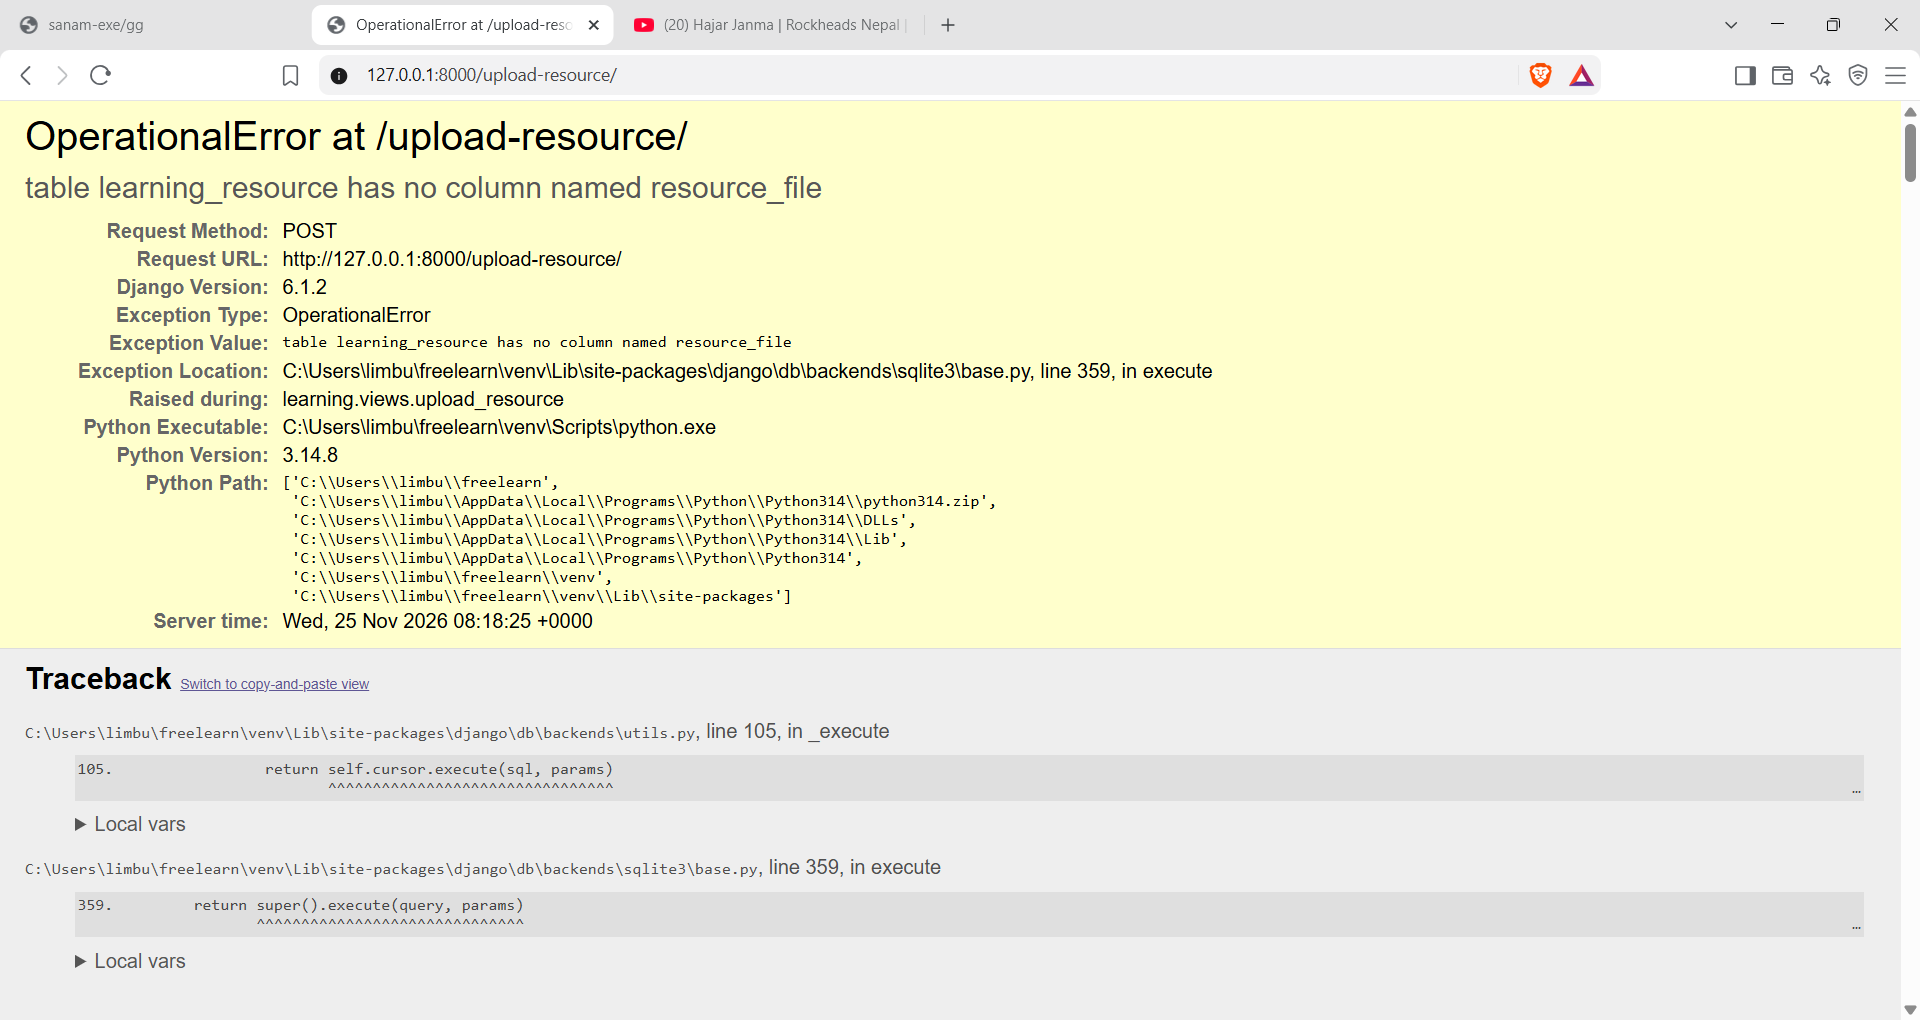 sanam-exe/gg
OperationalError at /upload-reso
(20) Hajar Janma | Rockheads Nepal |
127.0.0.1:8000/upload-resource/
OperationalError at /upload-resource/
table learning_resource has no column named resource_file
Request Method: POST
Request URL: http://127.0.0.1:8000/upload-resource/
Django Version: 6.1.2
Exception Type: OperationalError
Exception Value: table learning_resource has no column named resource_file
Exception Location: C:\Users\limbu\freelearn\venv\Lib\site-packages\django\db\backends\sqlite3\base.py, line 359, in execute
Raised during: learning.views.upload_resource
Python Executable: C:\Users\limbu\freelearn\venv\Scripts\python.exe
Python Version: 3.14.8
Python Path: ['C:\\Users\\limbu\\freelearn',
'C:\\Users\\limbu\\AppData\\Local\\Programs\\Python\\Python314\\python314.zip',
'C:\\Users\\limbu\\AppData\\Local\\Programs\\Python\\Python314\\DLLs',
'C:\\Users\\limbu\\AppData\\Local\\Programs\\Python\\Python314\\Lib',
'C:\\Users\\limbu\\AppData\\Local\\Programs\\Python\\Python314',
'C:\\Users\\limbu\\freelearn\\venv',
'C:\\Users\\limbu\\freelearn\\venv\\Lib\\site-packages']
Server time: Wed, 25 Nov 2026 08:18:25 +0000
Traceback Switch to copy-and-paste view
C:\Users\limbu\freelearn\venv\Lib\site-packages\django\db\backends\utils.py, line 105, in _execute
105. return self.cursor.execute(sql, params)
^^^^^^^^^^^^^^^^^^^^^^^^^^^^^^^^
…
Local vars
C:\Users\limbu\freelearn\venv\Lib\site-packages\django\db\backends\sqlite3\base.py, line 359, in execute
359. return super().execute(query, params)
^^^^^^^^^^^^^^^^^^^^^^^^^^^^^^
…
Local vars